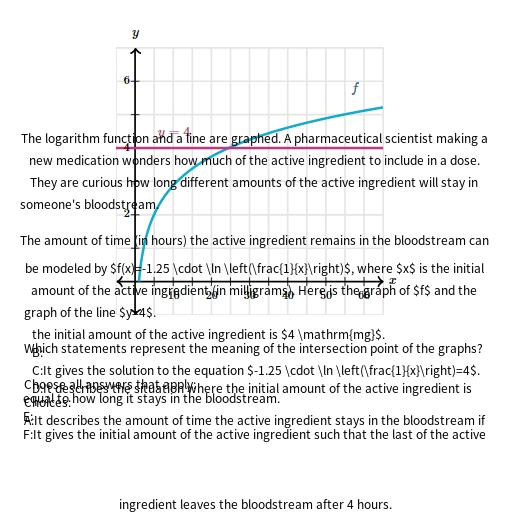 y
6
f
y = 4
The logarithm function and a line are graphed. A pharmaceutical scientist making a
4
new medication wonders how much of the active ingredient to include in a dose.
They are curious how long different amounts of the active ingredient will stay in
someone's bloodstream.
2
The amount of time (in hours) the active ingredient remains in the bloodstream can
be modeled by $f(x)=-1.25 \cdot \ln \left(\frac{1}{x}\right)$, where $x$ is the initial
x
amount of the active ingredient (in milligrams). Here is the graph of $f$ and the
10 20 30 40 50 60
graph of the line $y=4$.
the initial amount of the active ingredient is $4 \mathrm{mg}$.
Which statements represent the meaning of the intersection point of the graphs?
B:
C:It gives the solution to the equation $-1.25 \cdot \ln \left(\frac{1}{x}\right)=4$.
Choose all answers that apply:
D:It describes the situation where the initial amount of the active ingredient is
equal to how long it stays in the bloodstream.
Choices:
E:
A:It describes the amount of time the active ingredient stays in the bloodstream if
F:It gives the initial amount of the active ingredient such that the last of the active
ingredient leaves the bloodstream after 4 hours.